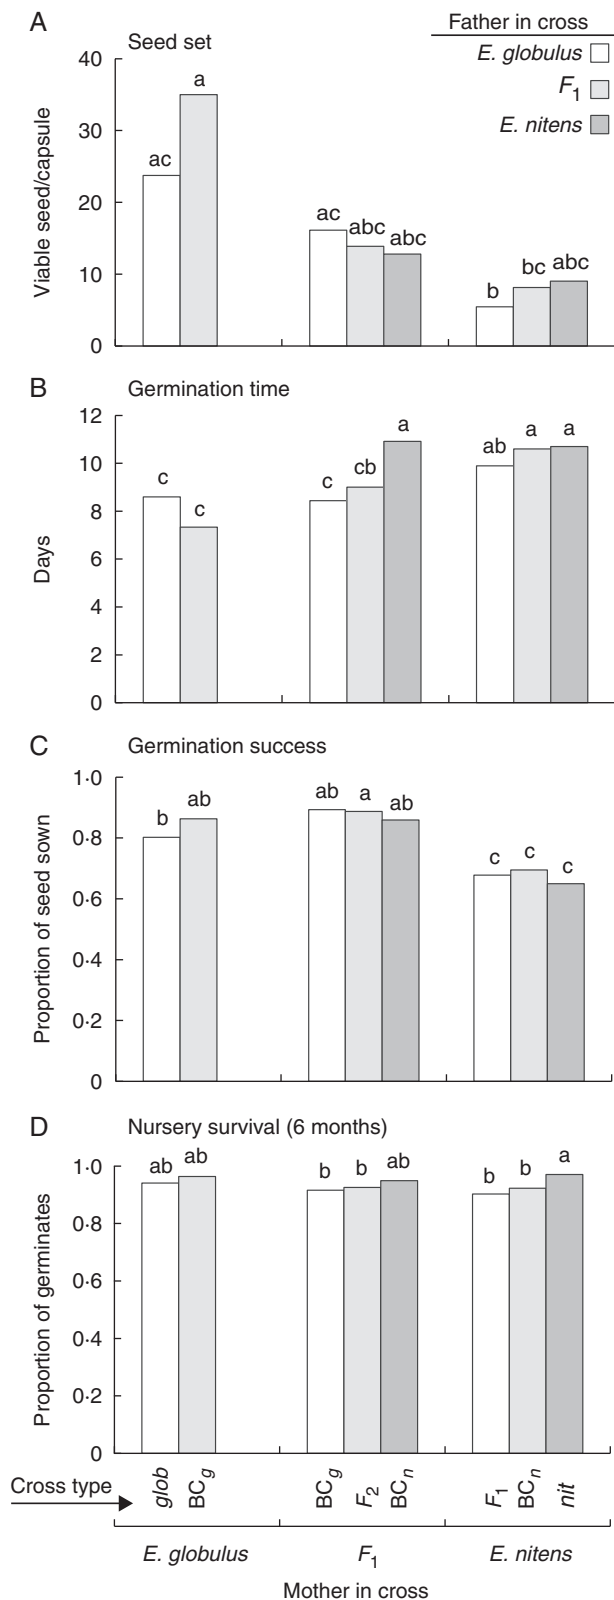 A
Seed set
Father in cross
E. globulus
F1
E. nitens
Viable seed/capsule
40
30
20
10
0
ac
a
ac
abc
abc
b
bc
abc
B
Germination time
Days
12
10
8
6
4
2
0
c
c
c
cb
a
ab
a
a
C
Germination success
Proportion of seed sown
1·0
0·8
0·6
0·4
0·2
0
b
ab
ab
a
ab
c
c
c
D
Nursery survival (6 months)
Proportion of germinates
1·0
0·8
0·6
0·4
0·2
0
ab
ab
b
b
ab
b
b
a
Cross type
glob
BCg
BCg
F2
BCn
F1
BCn
nit
E. globulus
F1
E. nitens
Mother in cross